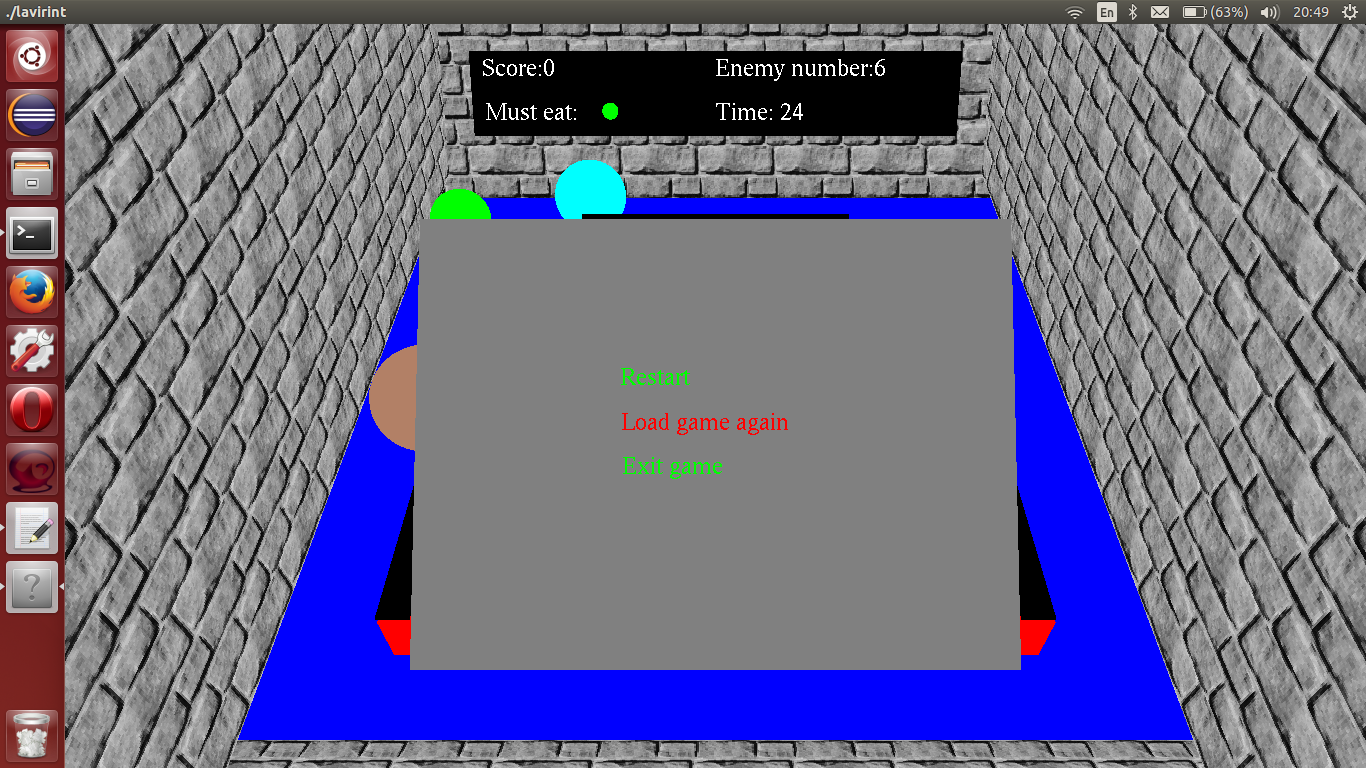 ./lavirint
En
(63%)
20:49
Score:0
Enemy number:6
Must eat:
Time: 24
Restart
Load game again
Exit game